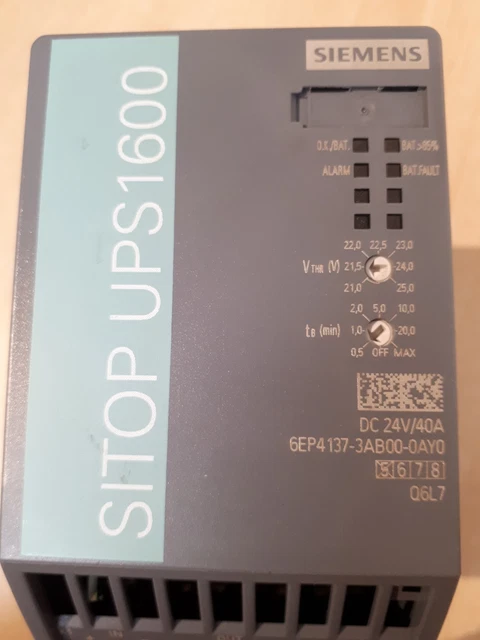 SITOP UPS1600
SIEMENS
O.K./BAT. BAT.>85%
ALARM BAT.FAULT
22,0 22,5 23,0
VTHR (V) 21,5 24,0
21,0 25,0
2,0 5,0 10,0
tB (min) 1,0 20,0
0,5 OFF MAX
DC 24V/40A
6EP4137-3AB00-0AY0
5 6 7 8
Q6L7